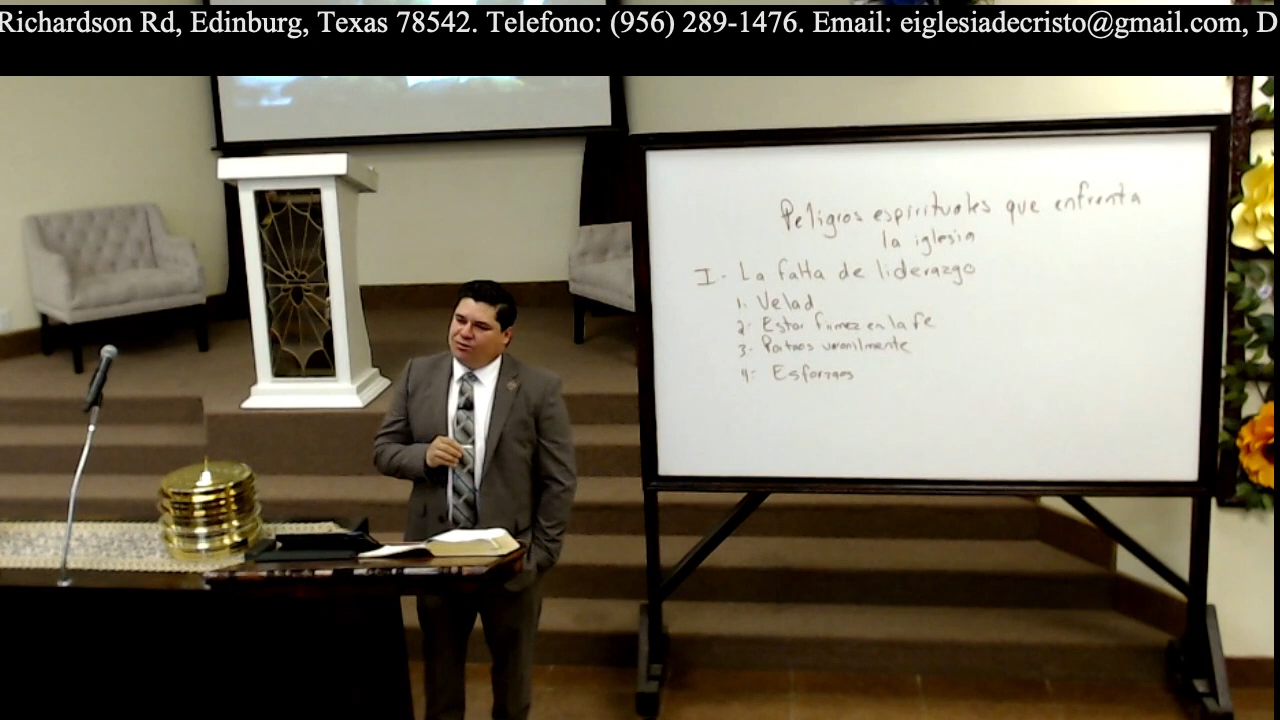 Richardson Rd, Edinburg, Texas 78542. Telefono: (956) 289-1476. Email: eiglesiadecristo@gmail.com, D
Peligros espirituales que enfrenta
la iglesia
I- La falta de liderazgo
1. Velad
2- Estar firmez en la fe
3- Portaos varonilmente
4- Esforzaos